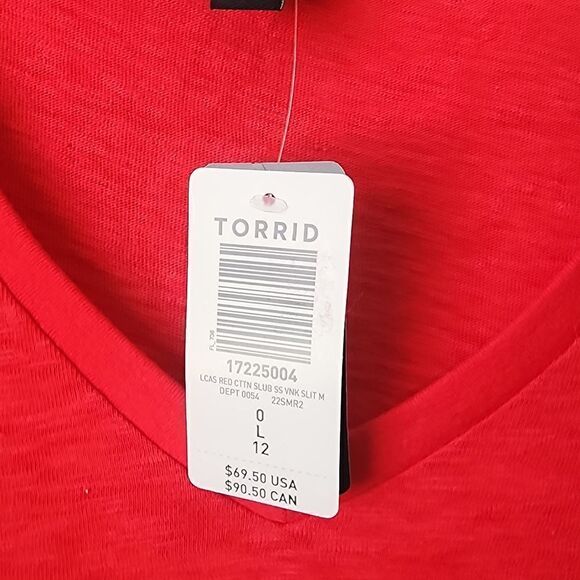 TORRID
FL_736
17225004
LCAS RED CTTN SLUB SS VNK SLIT M
DEPT 0054 22SMR2
0
L
12
$69.50 USA
$90.50 CAN